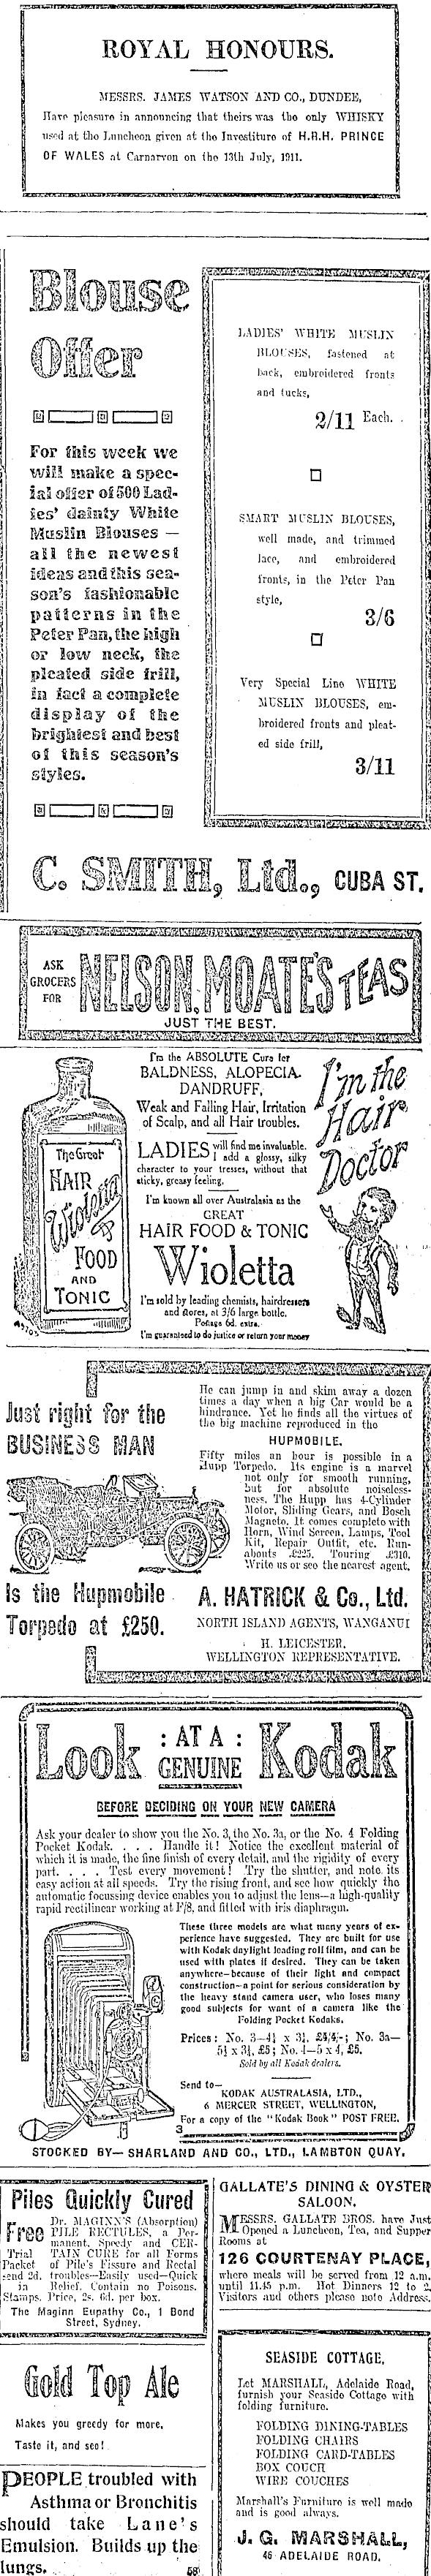 ROYAL HONOURS.
MESSRS. JAMES WATSON AND CO., DUNDEE,
Have pleasure in announcing that theirs was the only WHISKY
used at the Luncheon given at the Investiture of H.R.H. PRINCE
OF WALES at Carnarvon on the 13th July, 1911.
Blouse
Offer
For this week we
will make a spec-
ial offer of 500 Lad-
ies' dainty White
Muslin Blouses —
all the newest
ideas and this sea-
son's fashionable
patterns in the
Peter Pan, the high
or low neck, the
pleated side frill,
in fact a complete
display of the
brightest and best
of this season's
styles.
LADIES' WHITE MUSLIN
BLOUSES, fastened at
back, embroidered fronts
and tucks,
2/11 Each.
SMART MUSLIN BLOUSES,
well made, and trimmed
lace, and embroidered
fronts, in the Peter Pan
style,
3/6
Very Special Line WHITE
MUSLIN BLOUSES, em-
broidered fronts and pleat-
ed side frill,
3/11
C. SMITH, Ltd., CUBA ST.
ASK
GROCERS
FOR
NELSON, MOATE'S TEAS
JUST THE BEST.
The Great
HAIR
Wioletta
FOOD
AND
TONIC
I'm the ABSOLUTE Cure for
BALDNESS, ALOPECIA,
DANDRUFF,
Weak and Failing Hair, Irritation
of Scalp, and all Hair troubles.
LADIES will find me invaluable.
I add a glossy, silky
character to your tresses, without that
sticky, greasy feeling.
I'm known all over Australasia as the
GREAT
HAIR FOOD & TONIC
Wioletta
I'm sold by leading chemists, hairdressers
and stores, at 3/6 large bottle.
Postage 6d. extra.
I'm guaranteed to do justice or return your money
I'm the
Hair
Doctor
Just right for the
BUSINESS MAN
Is the Hupmobile
Torpedo at £250.
He can jump in and skim away a dozen
times a day when a big Car would be a
hindrance. Yet he finds all the virtues of
the big machine reproduced in the
HUPMOBILE.
Fifty miles an hour is possible in a
Hupp Torpedo. Its engine is a marvel
not only for smooth running,
but for absolute noiseless-
ness. The Hupp has 4-Cylinder
Motor, Sliding Gears, and Bosch
Magneto. It comes complete with
Horn, Wind Screen, Lamps, Tool
Kit, Repair Outfit, etc. Run-
abouts £225. Touring £310.
Write us or see the nearest agent.
A. HATRICK & Co., Ltd.
NORTH ISLAND AGENTS, WANGANUI
H. LEICESTER,
WELLINGTON REPRESENTATIVE.
Look : AT A : GENUINE Kodak
BEFORE DECIDING ON YOUR NEW CAMERA
Ask your dealer to show you the No. 3, the No. 3a, or the No. 4 Folding
Pocket Kodak. Handle it! Notice the excellent material of
which it is made, the fine finish of every detail, and the rigidity of every
part. . . . Test every movement! Try the shutter, and note its
easy action at all speeds. Try the rising front, and see how quickly the
automatic focussing device enables you to adjust the lens—a high-quality
rapid rectilinear working at F/8, and fitted with iris diaphragm.
These three models are what many years of ex-
perience have suggested. They are built for use
with Kodak daylight loading roll film, and can be
used with plates if desired. They can be taken
anywhere—because of their light and compact
construction—a point for serious consideration by
the heavy stand camera user, who loses many
good subjects for want of a camera like the
Folding Pocket Kodaks.
Prices: No. 3—4¼ x 3¼, £4/4/-; No. 3a—
5½ x 3¼, £5; No. 4—5 x 4, £5.
Sold by all Kodak dealers.
Send to—
KODAK AUSTRALASIA, LTD.,
6 MERCER STREET, WELLINGTON,
For a copy of the "Kodak Book" POST FREE.
3
STOCKED BY— SHARLAND AND CO., LTD., LAMBTON QUAY.
Piles Quickly Cured
Free
Trial
Packet
send 2d.
in
Stamps.
Dr. MAGINN'S (Absorption)
PILE RECTULES, a Per-
manent, Speedy and CER-
TAIN CURE for all Forms
of Pile's Fissure and Rectal
troubles—Easily used—Quick
Relief. Contain no Poisons.
Price, 2s. 6d. per box.
The Maginn Eupathy Co., 1 Bond
Street, Sydney.
Gold Top Ale
Makes you greedy for more.
Taste it, and see!
PEOPLE troubled with
Asthma or Bronchitis
should take Lane's
Emulsion. Builds up the
lungs. 58
GALLATE'S DINING & OYSTER
SALOON.
MESSRS. GALLATE BROS. have Just
Opened a Luncheon, Tea, and Supper
Rooms at
126 COURTENAY PLACE,
where meals will be served from 12 a.m.
until 11.45 p.m. Hot Dinners 12 to 2.
Visitors and others please note Address.
SEASIDE COTTAGE.
Let MARSHALL, Adelaide Road,
furnish your Seaside Cottage with
folding furniture.
FOLDING DINING-TABLES
FOLDING CHAIRS
FOLDING CARD-TABLES
BOX COUCH
WIRE COUCHES
Marshall's Furniture is well made
and is good always.
J. G. MARSHALL,
46 ADELAIDE ROAD.